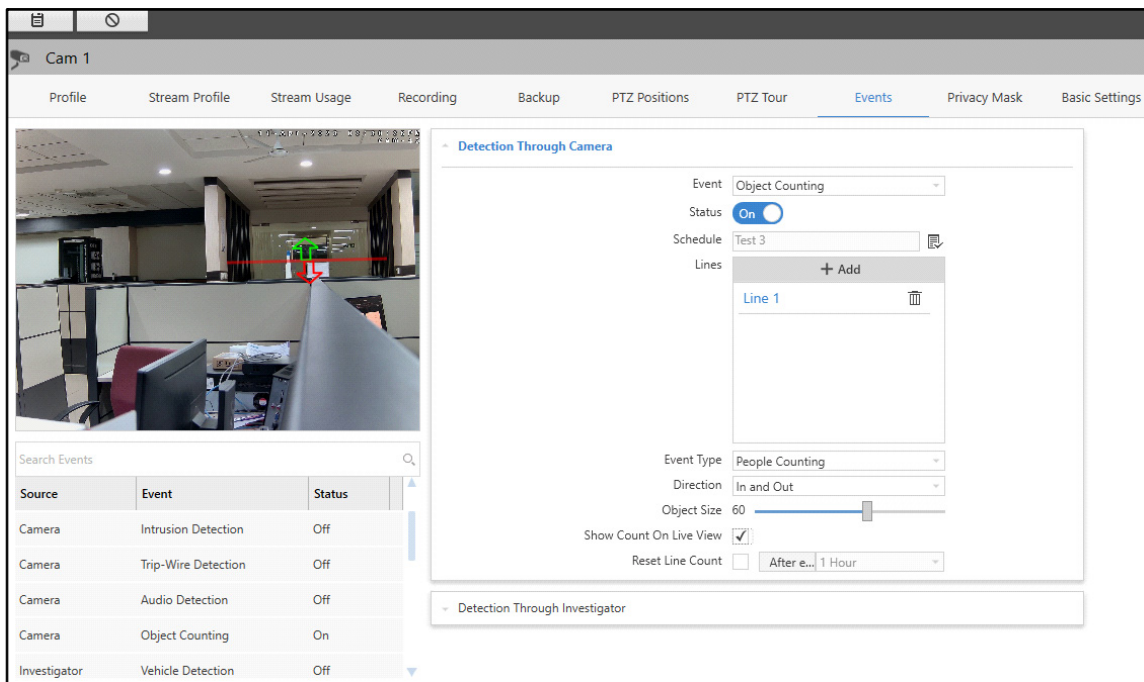 Cam 1
Profile Stream Profile Stream Usage Recording Backup PTZ Positions PTZ Tour Events Privacy Mask Basic Settings
Detection Through Camera
Event Object Counting
Status On
Schedule Test 3
Lines + Add
Line 1
Event Type People Counting
Direction In and Out
Object Size 60
Show Count On Live View
Reset Line Count After e... 1 Hour
Detection Through Investigator
Search Events
Source Event Status
Camera Intrusion Detection Off
Camera Trip-Wire Detection Off
Camera Audio Detection Off
Camera Object Counting On
Investigator Vehicle Detection Off